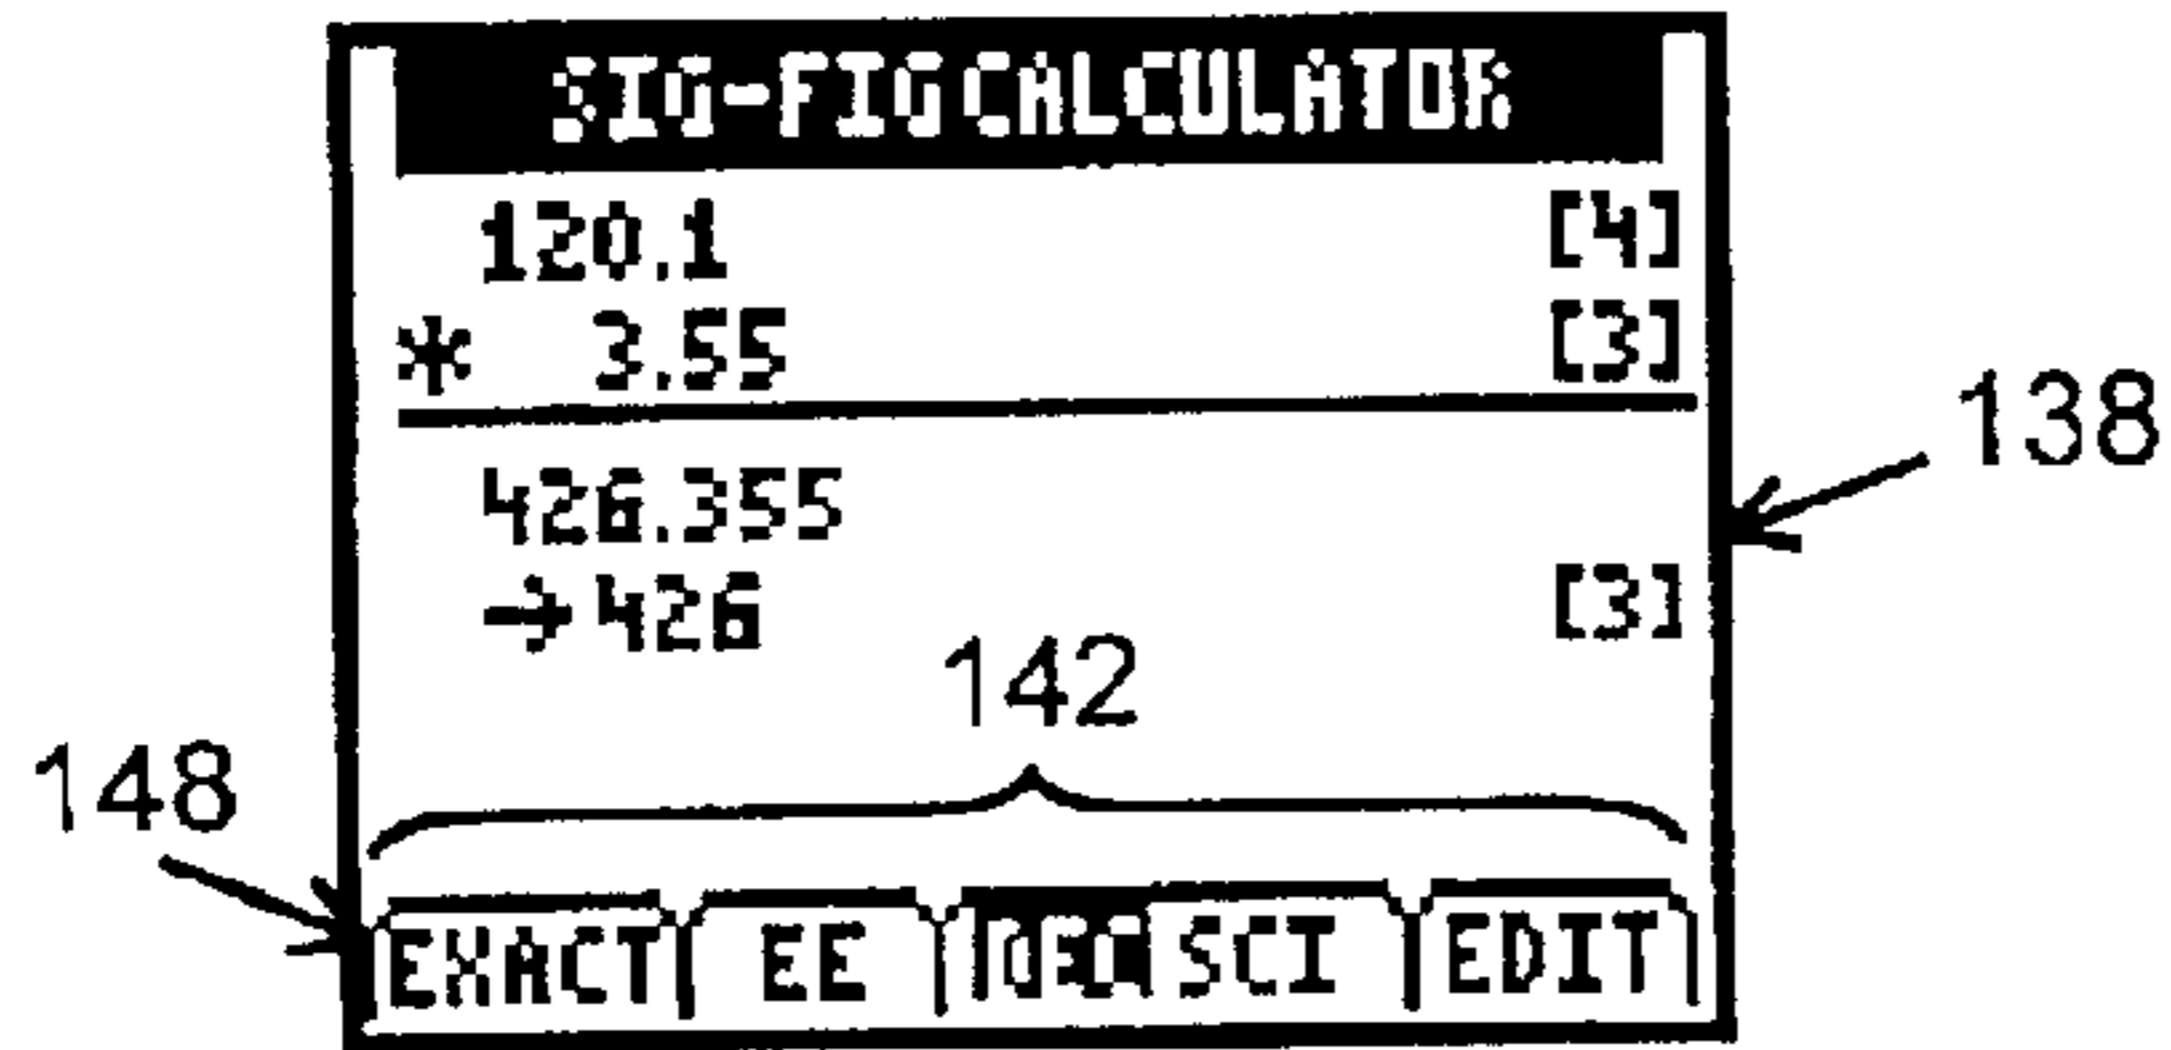 SIG-FIG CALCULATOR
120.1 [4]
* 3.55 [3]
138
426.355
→426 [3]
142
148
EXACT EE DEC SCI EDIT